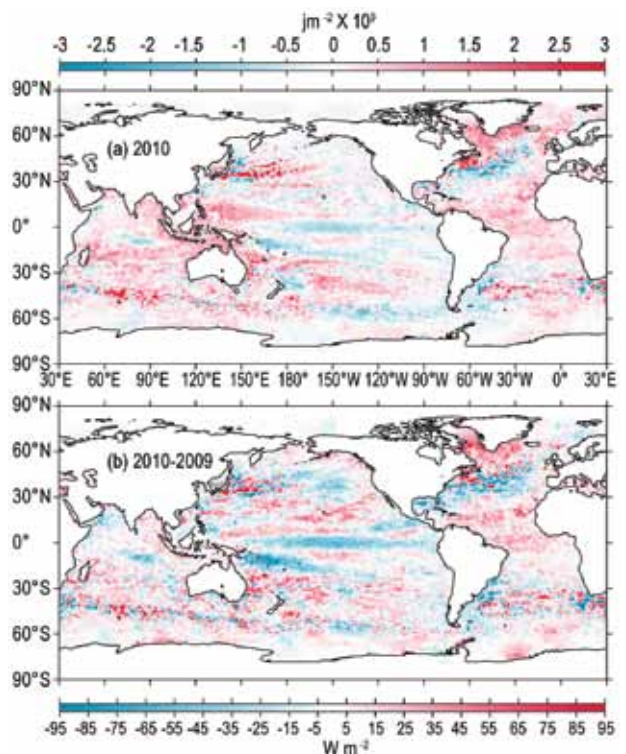 jm⁻² X 10⁹
-3 -2.5 -2 -1.5 -1 -0.5 0 0.5 1 1.5 2 2.5 3
90°N
60°N
30°N
0°
30°S
60°S
90°S
(a) 2010
30°E 60°E 90°E 120°E 150°E 180° 150°W 120°W 90°W 60°W 30°W 0° 30°E
90°N
60°N
30°N
0°
30°S
60°S
90°S
(b) 2010-2009
-95 -85 -75 -65 -55 -45 -35 -25 -15 -5 5 15 25 35 45 55 65 75 85 95
W m⁻²